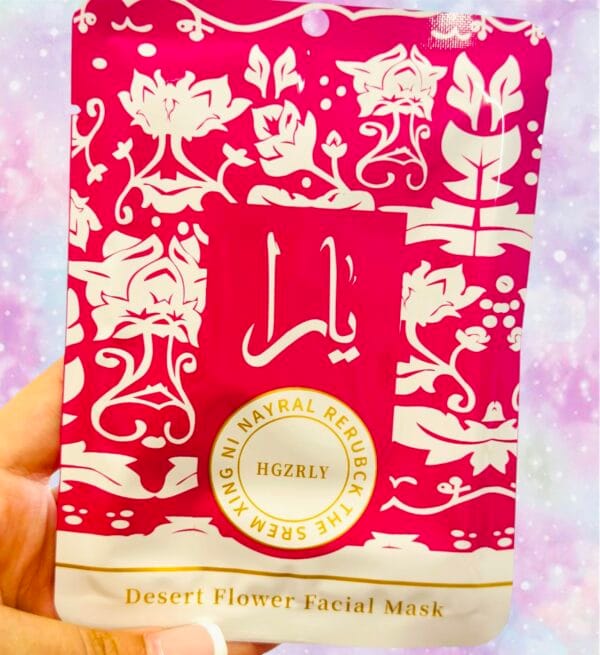 يارا
XING NI NAYRAL RERUBCK THE SREM
HGZRLY
Desert Flower Facial Mask